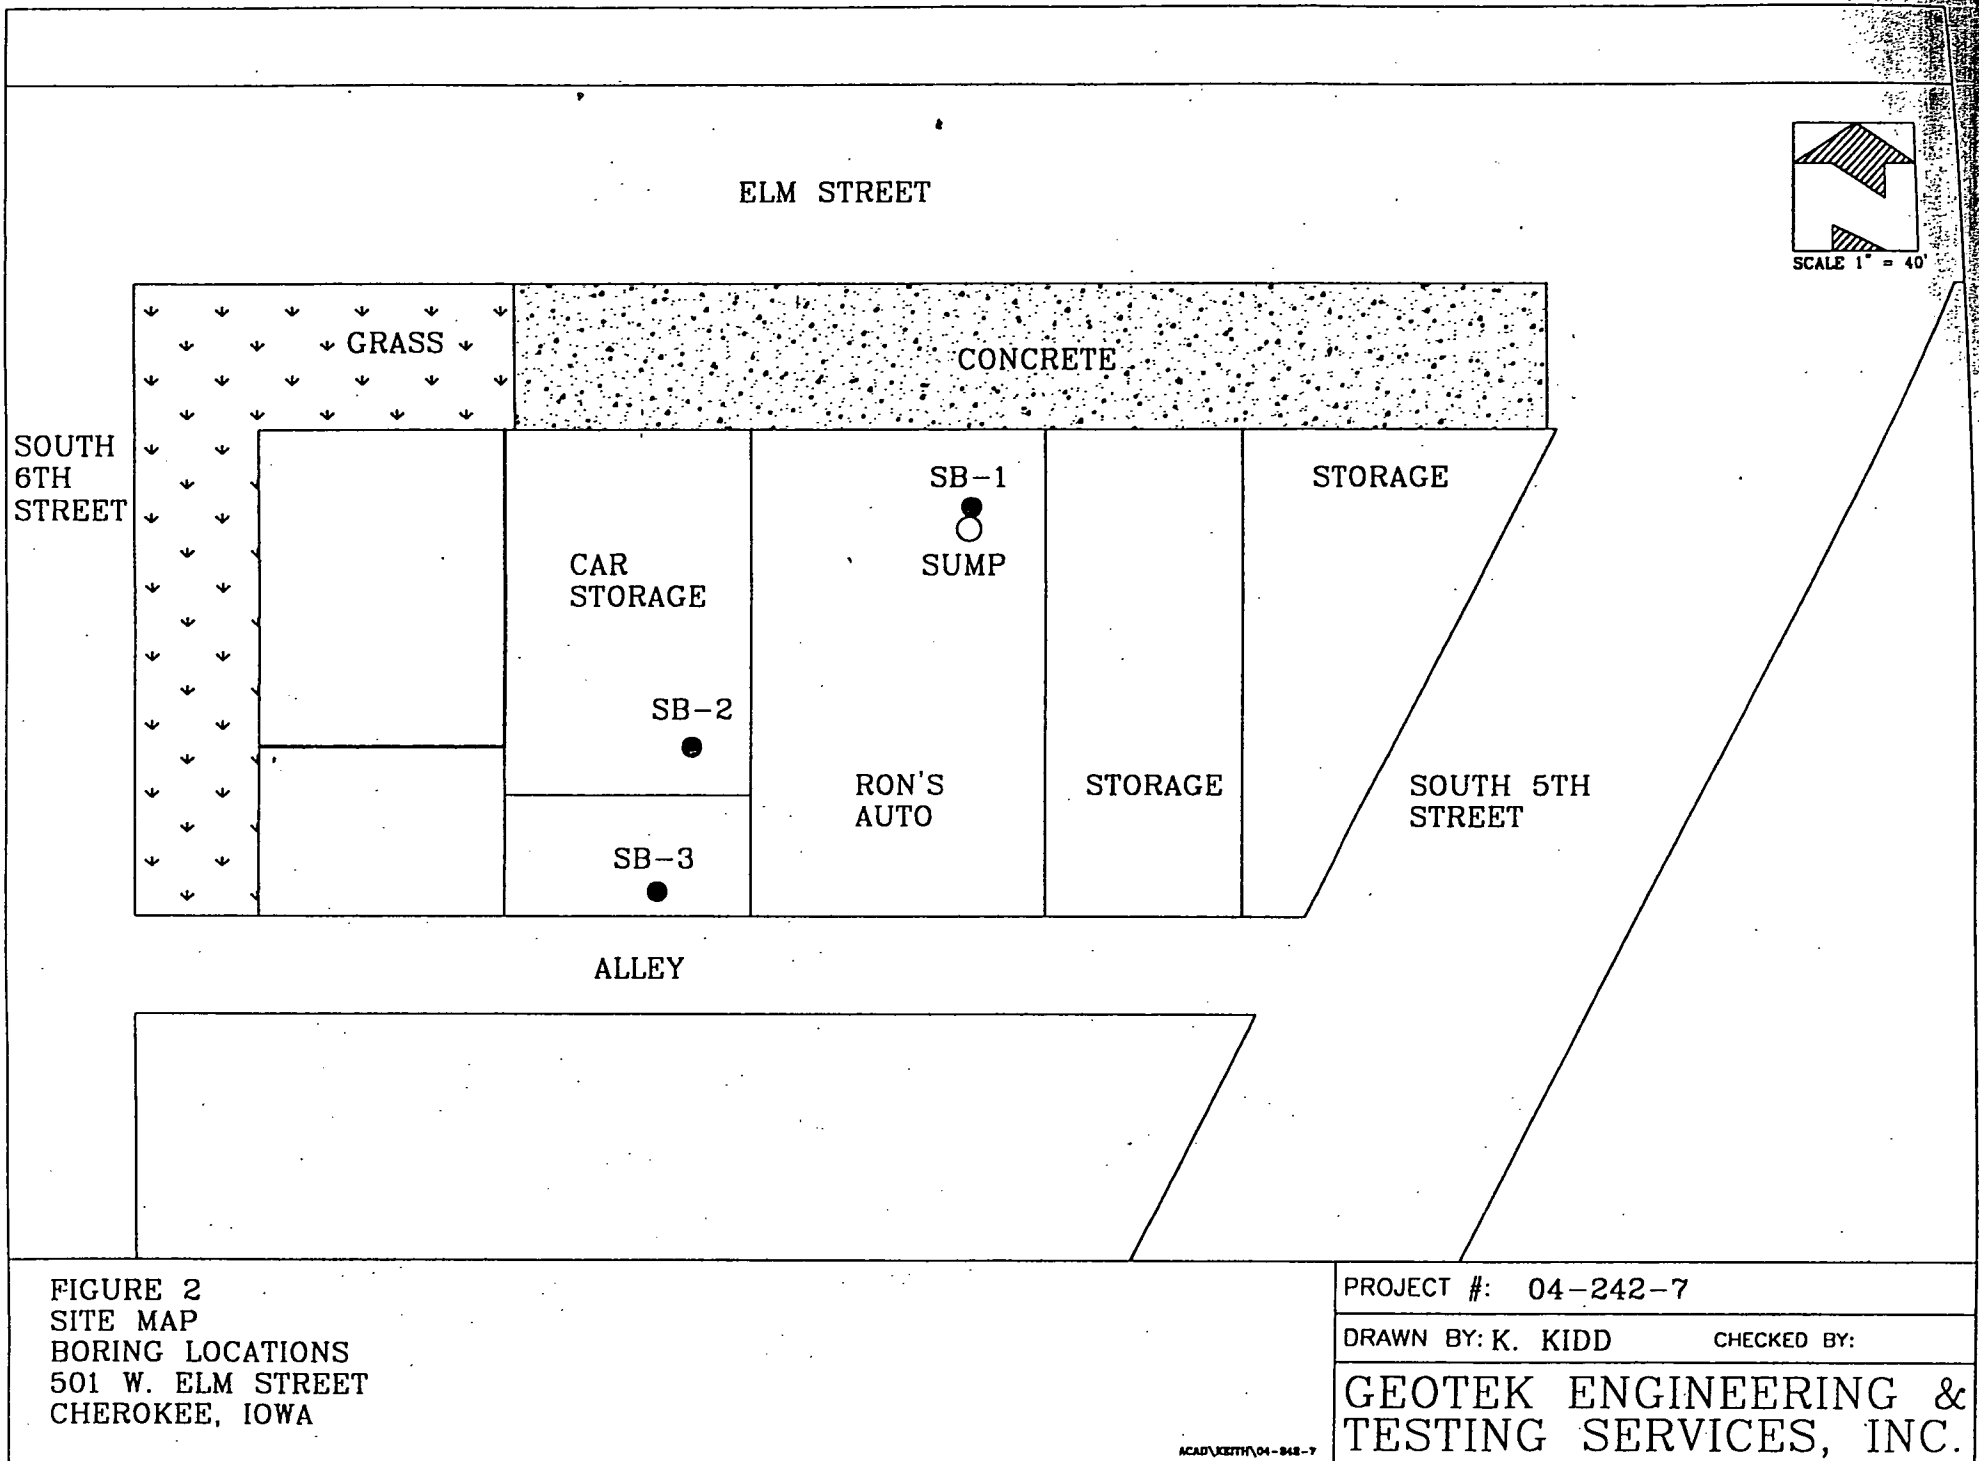 ELM STREET
SCALE 1" = 40'
GRASS
CONCRETE
SOUTH
6TH
STREET
SB-1
STORAGE
SUMP
CAR
STORAGE
SB-2
RON'S
AUTO
STORAGE
SOUTH 5TH
STREET
SB-3
ALLEY
FIGURE 2
SITE MAP
BORING LOCATIONS
501 W. ELM STREET
CHEROKEE, IOWA
PROJECT #: 04-242-7
DRAWN BY: K. KIDD CHECKED BY:
GEOTEK ENGINEERING &
TESTING SERVICES, INC.